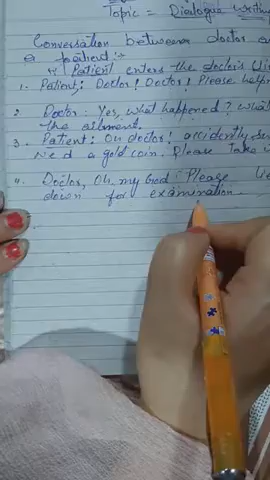 Topic = Dialogue Writing
Conversation between doctor a
patient :-
Patient enters the doctor's
1. Patient; Doctor! Doctor! Please help
2. Doctor: Yes, what happened? what
the ailment.
3. Patient: Oh doctor! accidently
a gold coin. Please take
4. Doctor, Oh, my God : Please
down for examination.